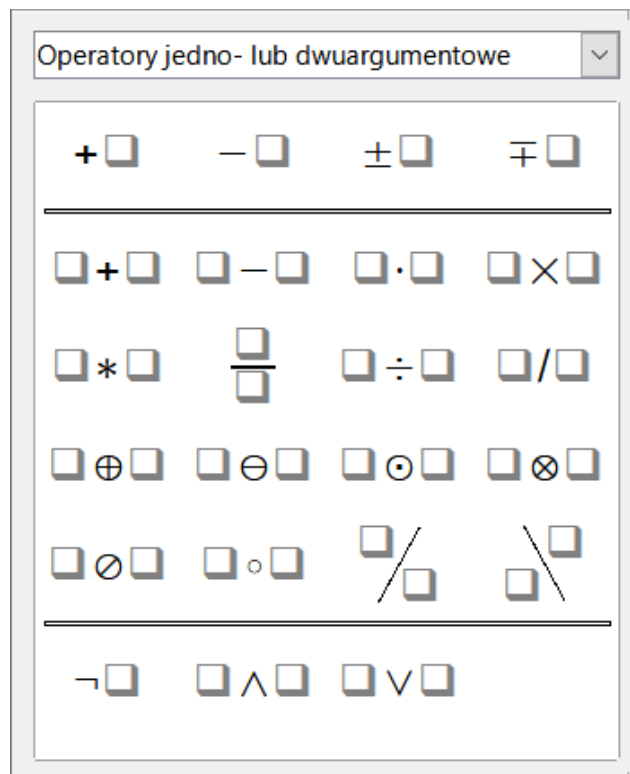 Operatory jedno- lub dwuargumentowe
+□ −□ ±□ ∓□
□+□ □−□ □·□ □×□
□∗□ □/□ □÷□ □/□
□⊕□ □⊖□ □⊙□ □⊗□
□⊘□ □∘□ □/□ □\□
¬□ □∧□ □∨□